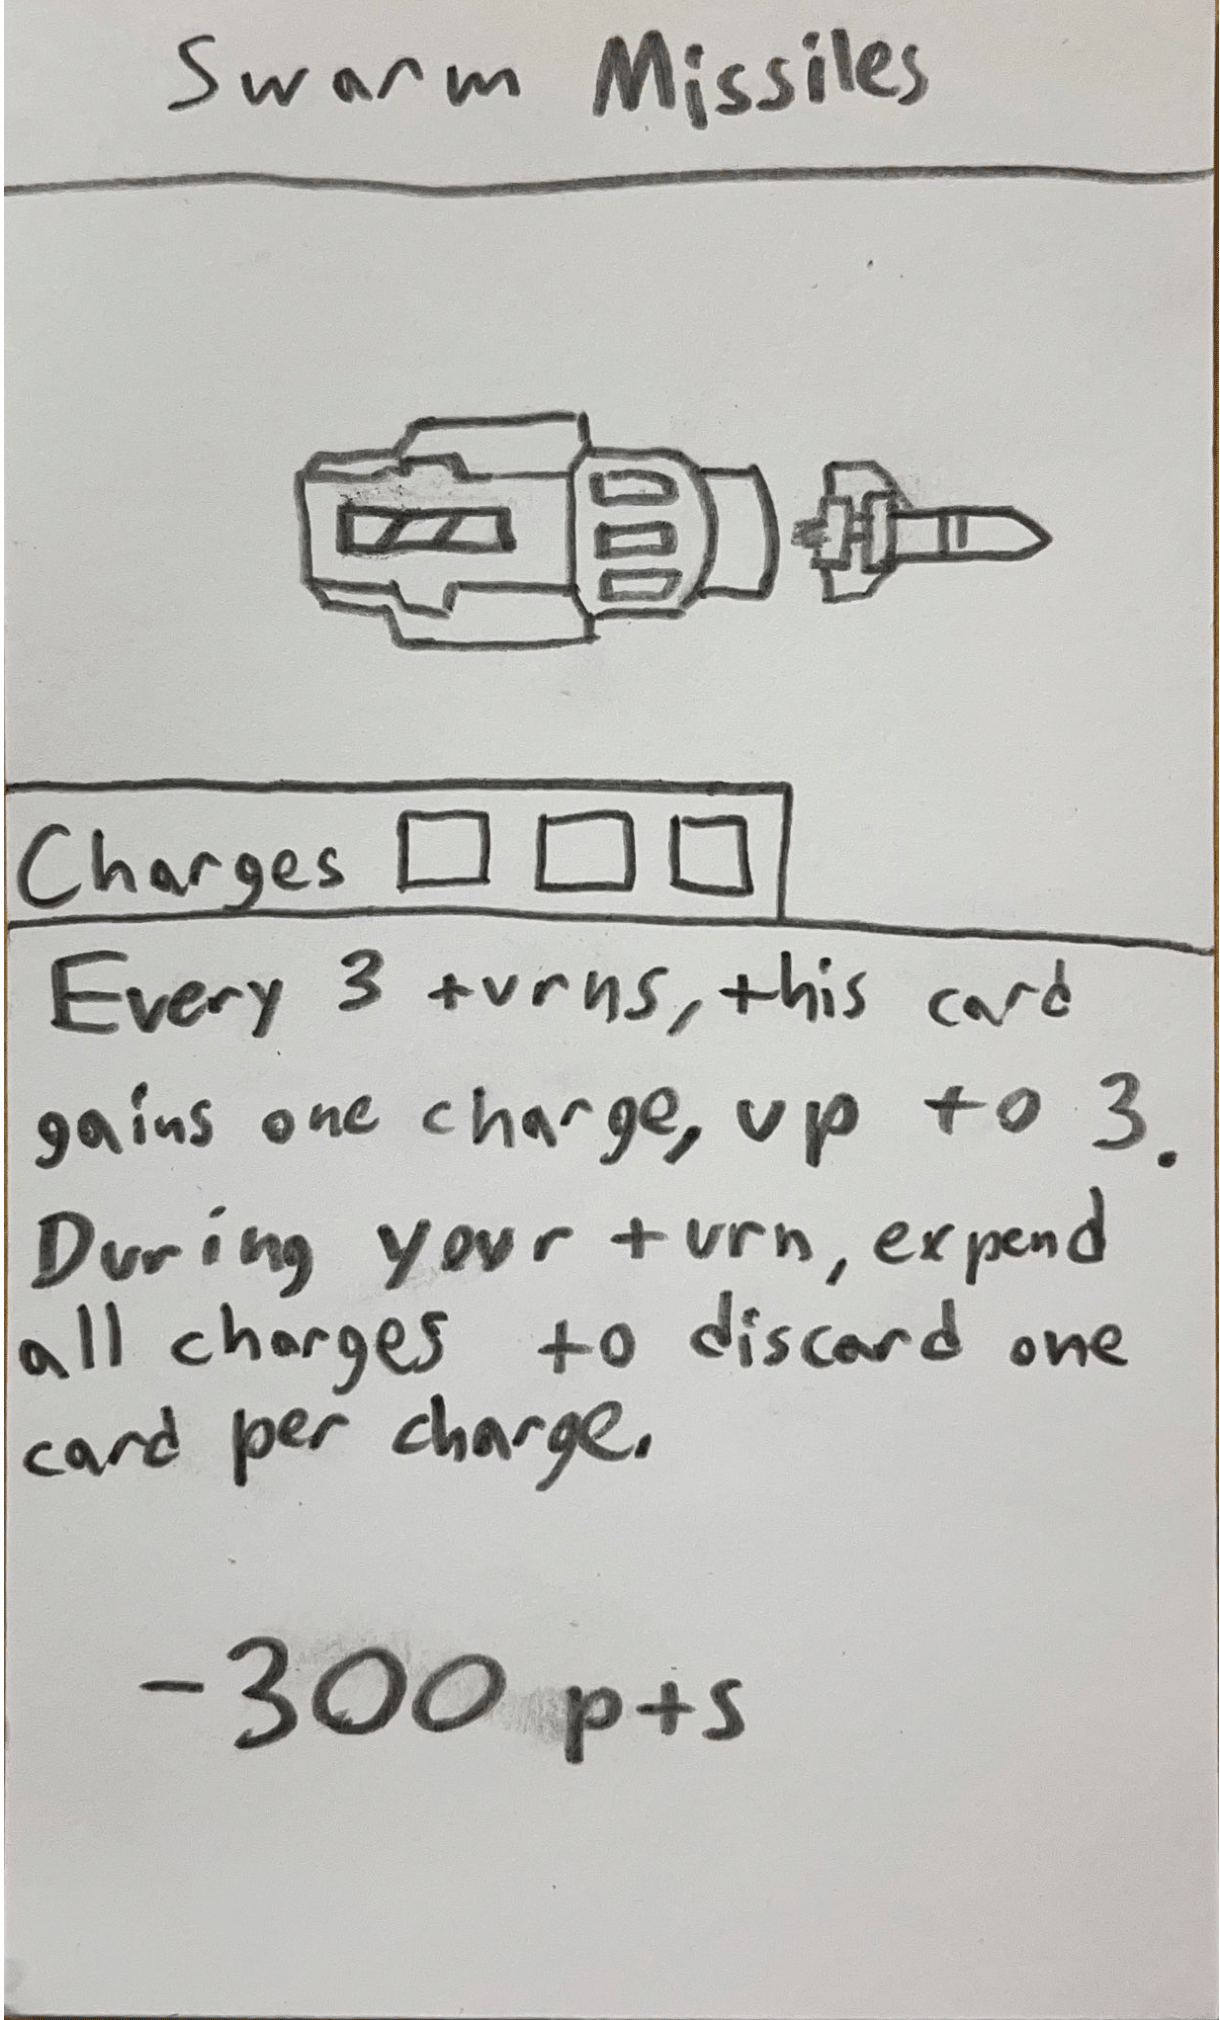 Swarm Missiles
Charges
Every 3 turns, this card
gains one charge, up to 3.
During your turn, expend
all charges to discard one
card per charge.
-300 pts